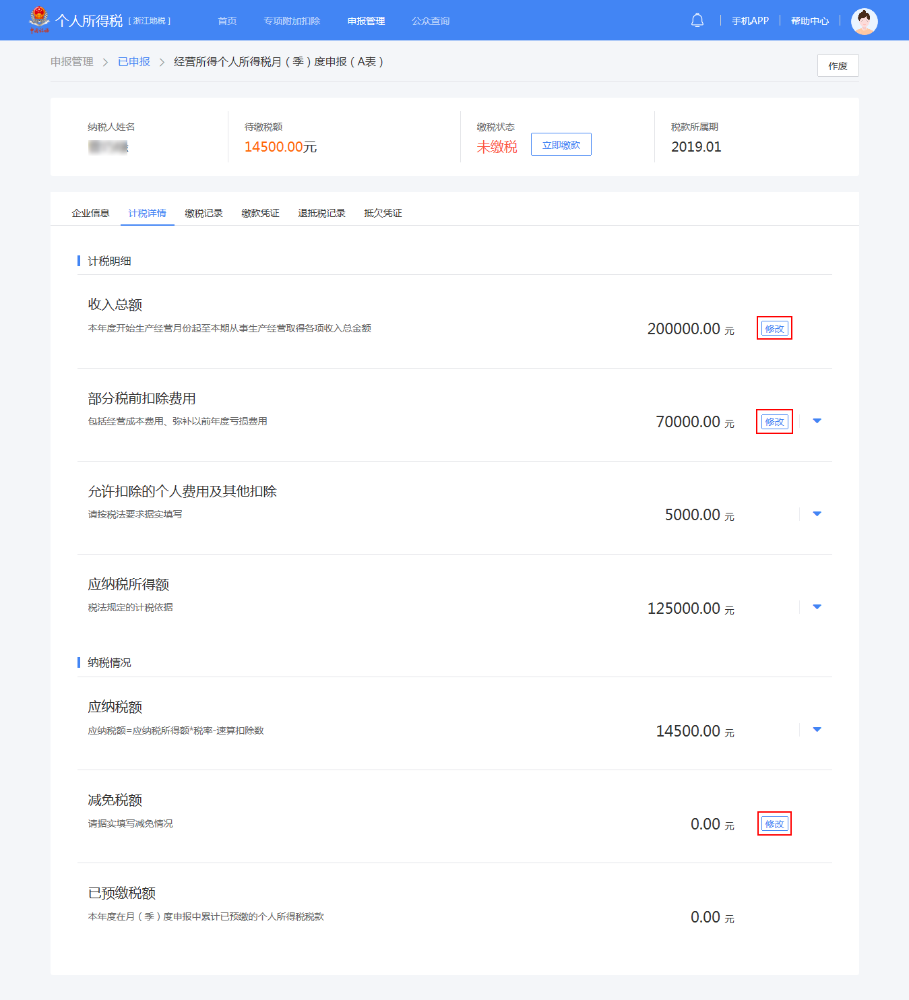 个人所得税 [ 浙江地税 ] 首页 专项附加扣除 申报管理 公众查询 手机APP 帮助中心
申报管理 > 已申报 > 经营所得个人所得税月（季）度申报（A表）
作废
纳税人姓名 待缴税额 缴税状态 税款所属期
14500.00元 未缴税 立即缴款 2019.01
企业信息 计税详情 缴税记录 缴款凭证 退抵税记录 抵欠凭证
计税明细
收入总额
本年度开始生产经营月份起至本期从事生产经营取得各项收入总金额
200000.00 元 修改
部分税前扣除费用
包括经营成本费用、弥补以前年度亏损费用
70000.00 元 修改
允许扣除的个人费用及其他扣除
请按税法要求据实填写
5000.00 元
应纳税所得额
税法规定的计税依据
125000.00 元
纳税情况
应纳税额
应纳税额=应纳税所得额*税率-速算扣除数
14500.00 元
减免税额
请据实填写减免情况
0.00 元 修改
已预缴税额
本年度在月（季）度申报中累计已预缴的个人所得税税款
0.00 元